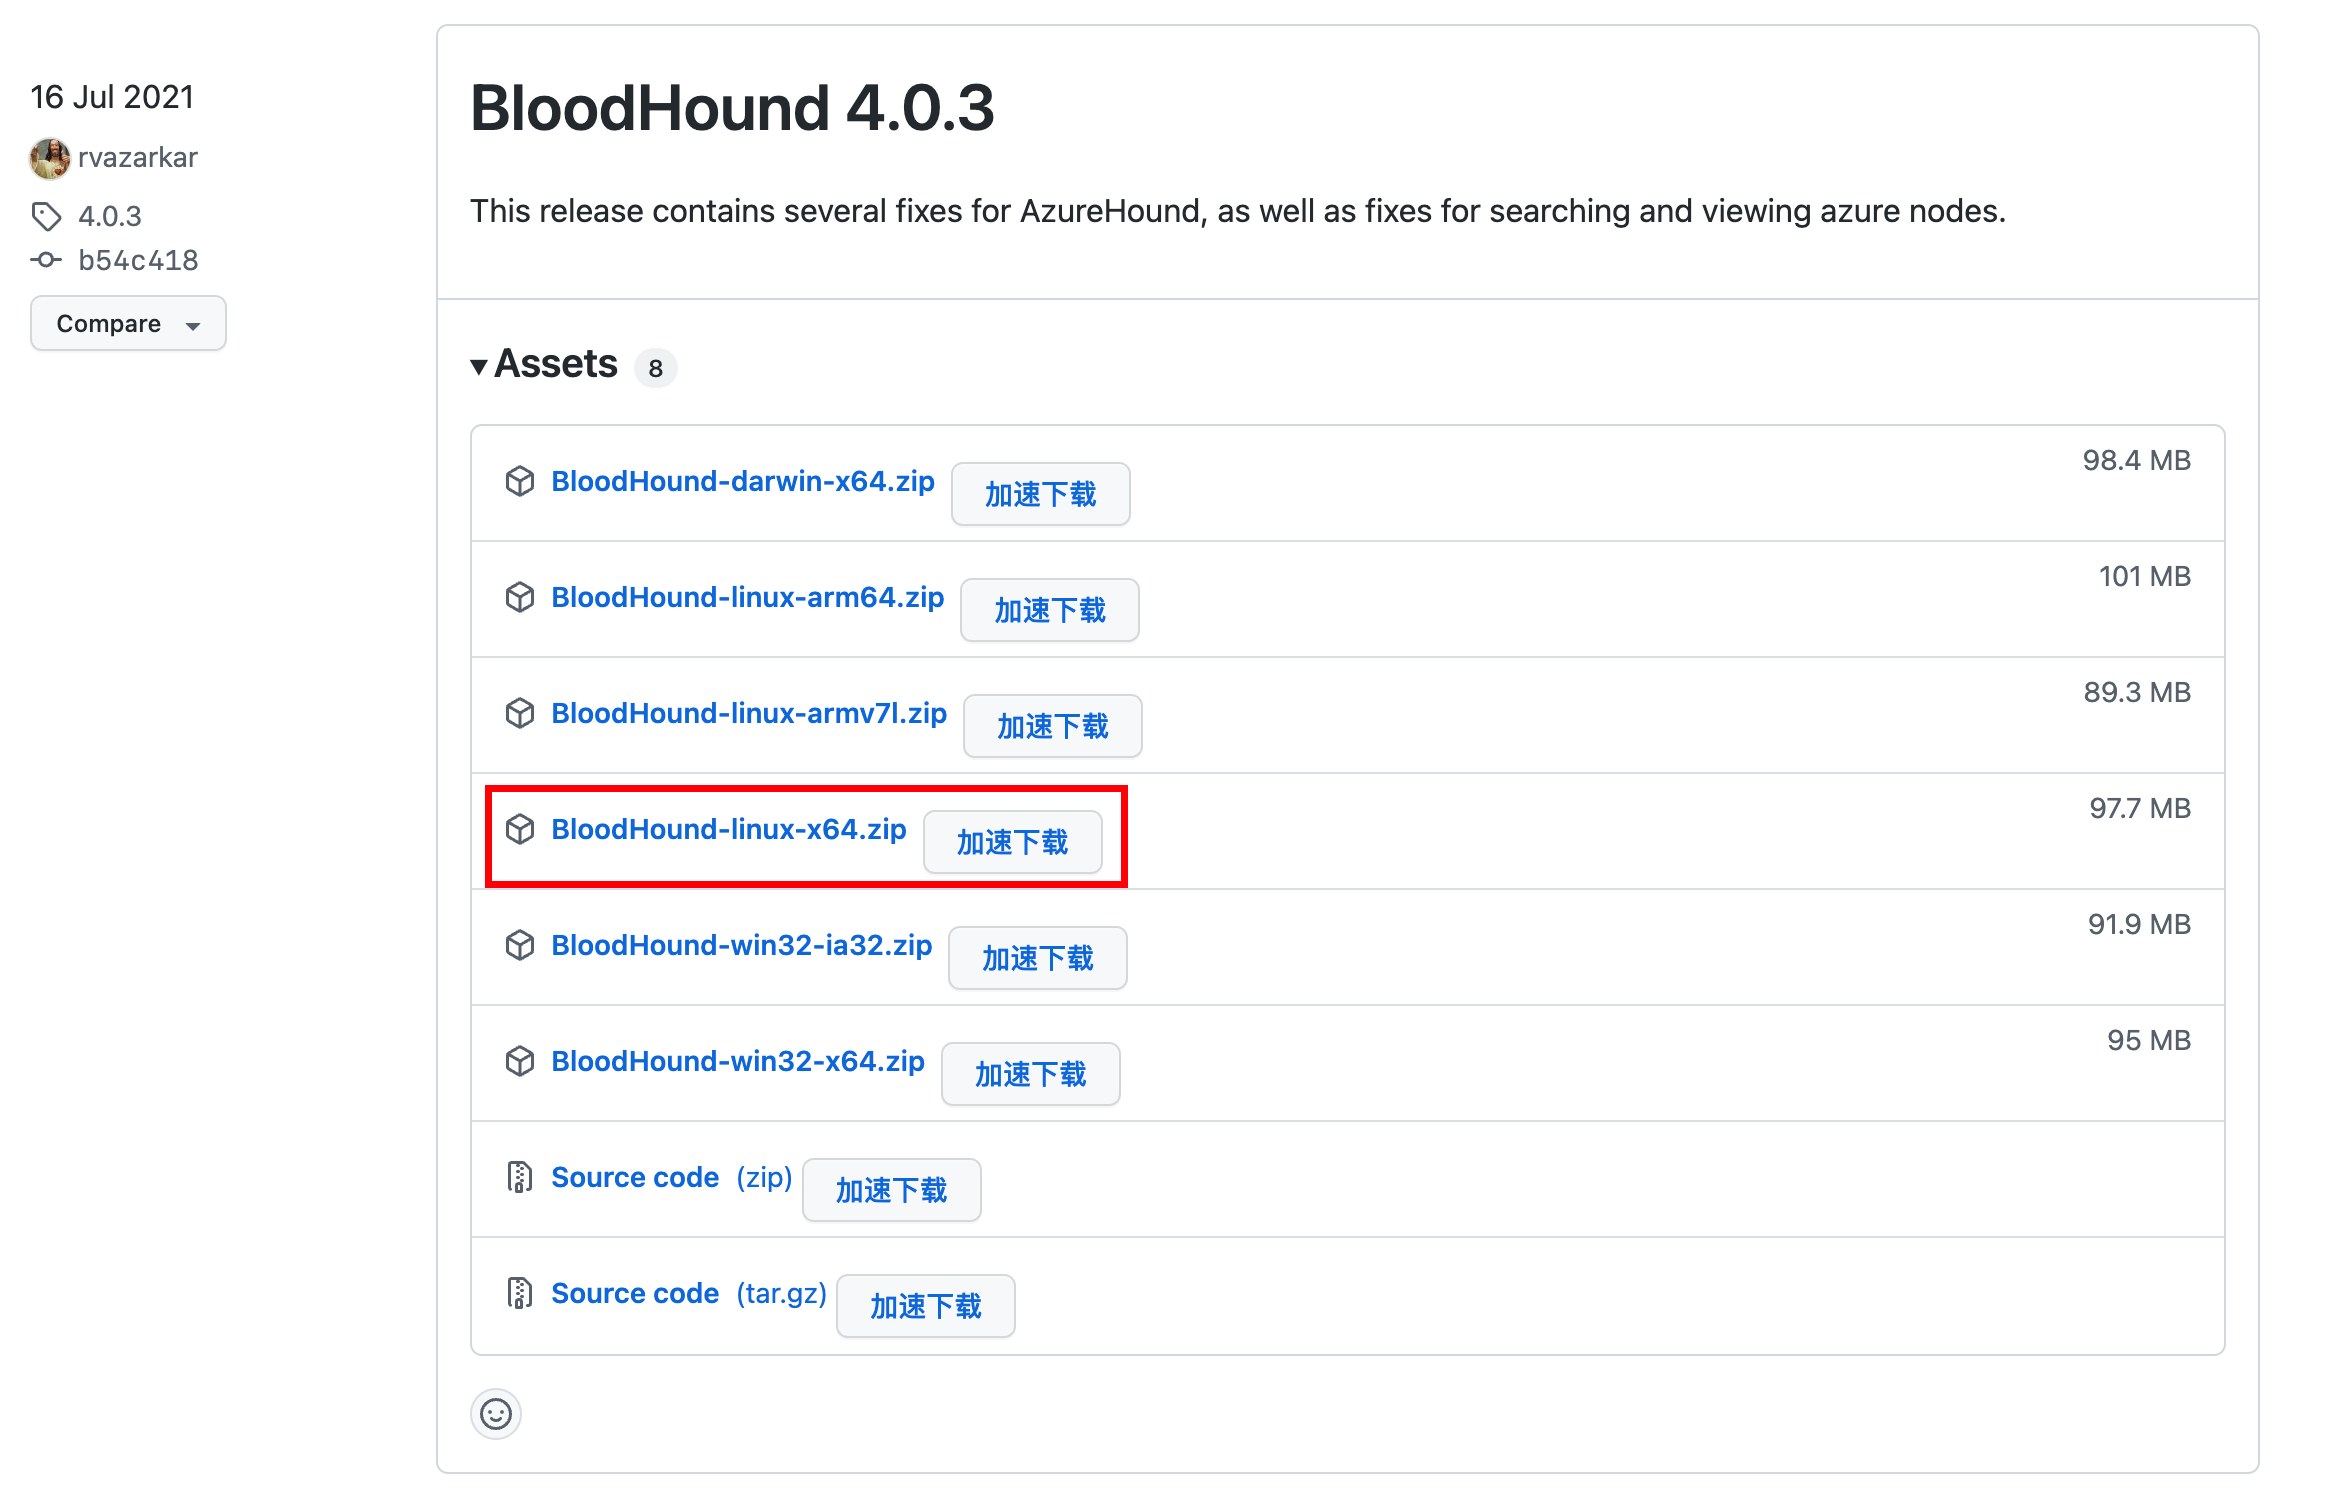 16 Jul 2021
rvazarkar
4.0.3
b54c418
Compare
BloodHound 4.0.3
This release contains several fixes for AzureHound, as well as fixes for searching and viewing azure nodes.
Assets 8
BloodHound-darwin-x64.zip 加速下载 98.4 MB
BloodHound-linux-arm64.zip 加速下载 101 MB
BloodHound-linux-armv7l.zip 加速下载 89.3 MB
BloodHound-linux-x64.zip 加速下载 97.7 MB
BloodHound-win32-ia32.zip 加速下载 91.9 MB
BloodHound-win32-x64.zip 加速下载 95 MB
Source code (zip) 加速下载
Source code (tar.gz) 加速下载